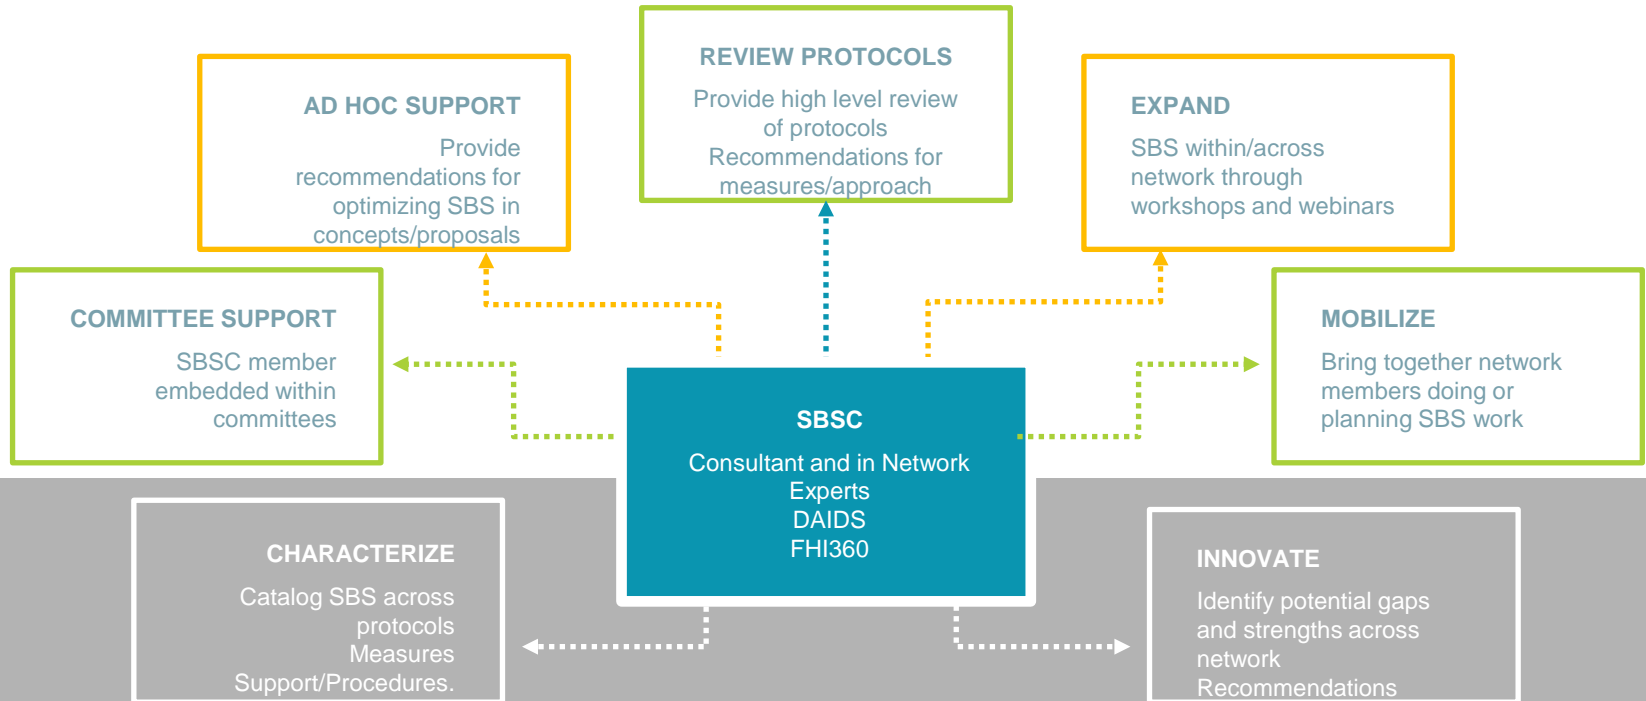 REVIEW PROTOCOLS
Provide high level review
of protocols
Recommendations for
measures/approach
AD HOC SUPPORT
Provide
recommendations for
optimizing SBS in
concepts/proposals
EXPAND
SBS within/across
network through
workshops and webinars
COMMITTEE SUPPORT
SBSC member
embedded within
committees
MOBILIZE
Bring together network
members doing or
planning SBS work
SBSC
Consultant and in Network
Experts
DAIDS
FHI360
CHARACTERIZE
Catalog SBS across
protocols
Measures
Support/Procedures.
INNOVATE
Identify potential gaps
and strengths across
network
Recommendations